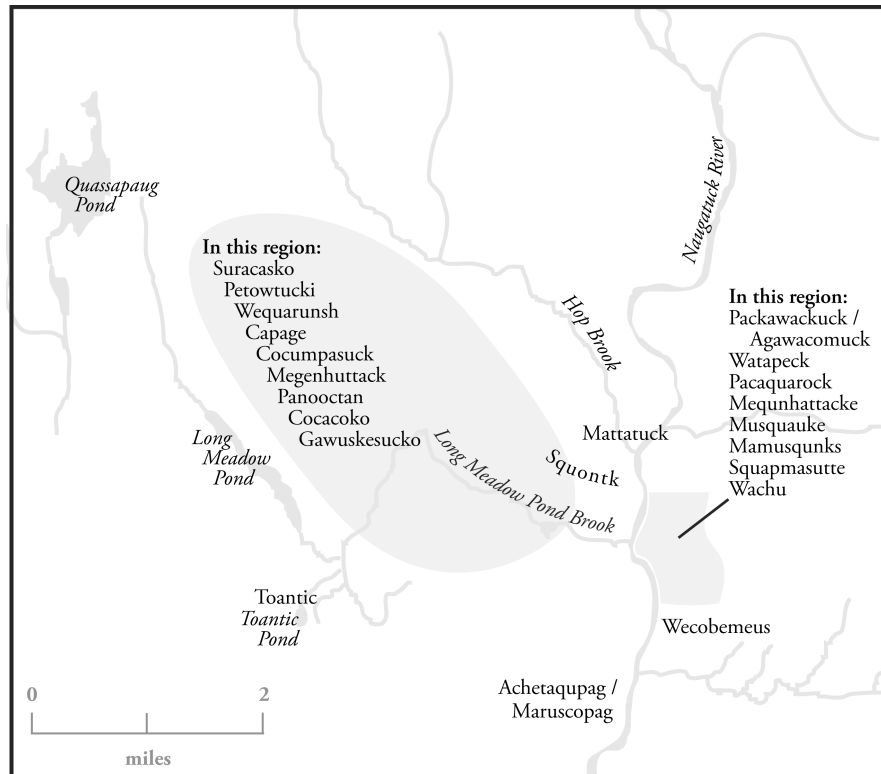 Quassapaug
Pond
In this region:
Suracasko
Petowtucki
Wequarunsh
Capage
Cocumpasuck
Megenhuttack
Panooctan
Cocacoko
Gawuskesucko
Naugatuck River
Hop Brook
In this region:
Packawackuck /
Agawacomuck
Watapeck
Pacaquarock
Mequnhattacke
Musquauke
Mamusqunks
Squapmasutte
Wachu
Long
Meadow
Pond
Long Meadow Pond Brook
Mattatuck
Squontk
Toantic
Toantic
Pond
Wecobemeus
Achetaqupag /
Maruscopag
0 2
miles